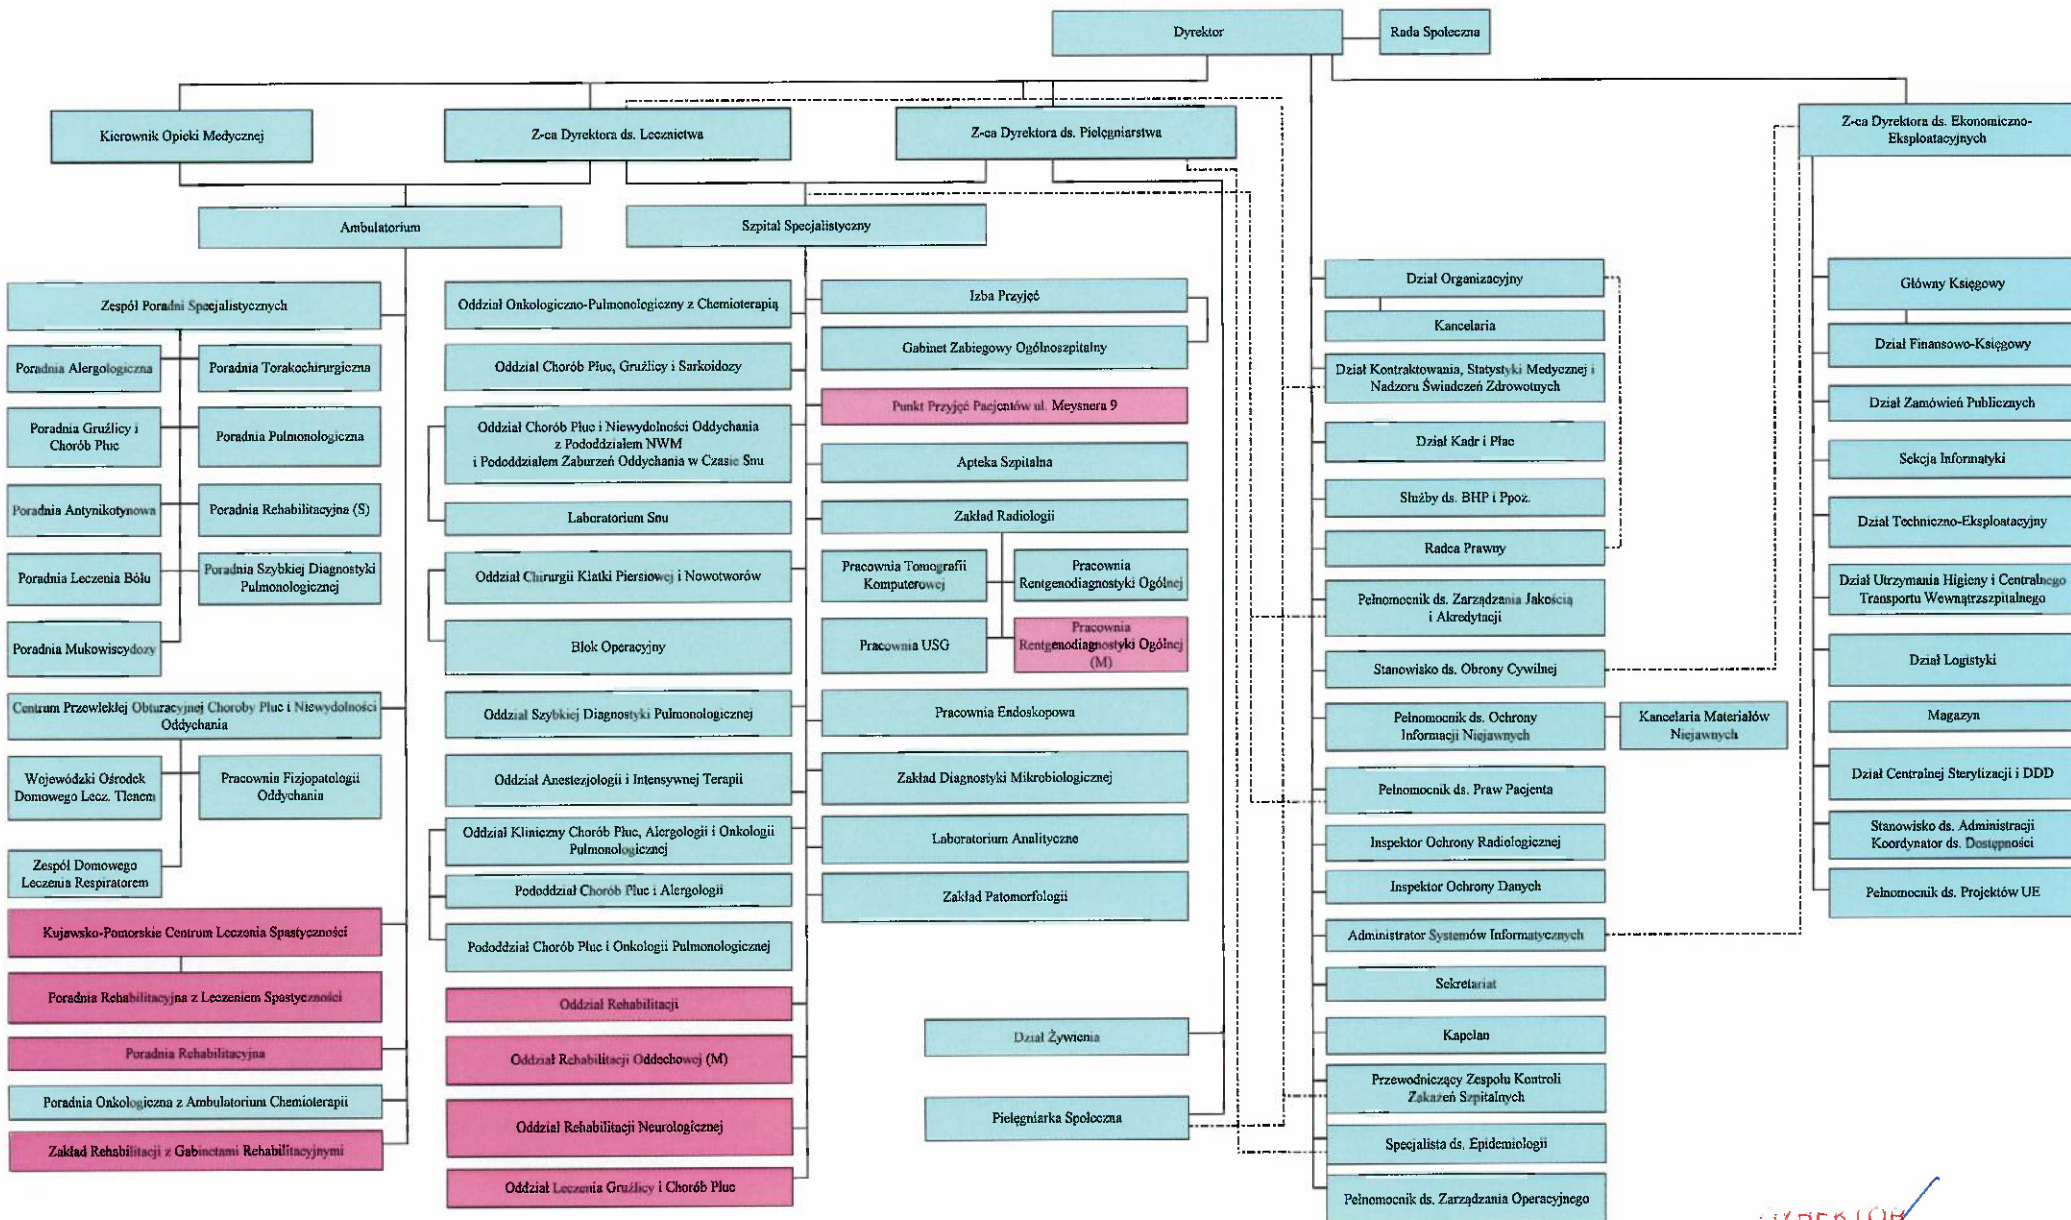 Dyrektor
Rada Społeczna
Kierownik Opieki Medycznej
Z-ca Dyrektora ds. Lecznictwa
Z-ca Dyrektora ds. Pielęgniarstwa
Z-ca Dyrektora ds. Ekonomiczno-
Eksploatacyjnych
Ambulatorium
Szpital Specjalistyczny
Zespół Poradni Specjalistycznych
Poradnia Alergologiczna
Poradnia Torakochirurgiczna
Poradnia Gruźlicy i
Chorób Płuc
Poradnia Pulmonologiczna
Poradnia Antynikotynowa
Poradnia Rehabilitacyjna (S)
Poradnia Leczenia Bólu
Poradnia Szybkiej Diagnostyki
Pulmonologicznej
Poradnia Mukowiscydozy
Centrum Przewlekłej Obturacyjnej Choroby Płuc i Niewydolności
Oddychania
Wojewódzki Ośrodek
Domowego Lecz. Tlenem
Pracownia Fizjopatologii
Oddychania
Zespół Domowego
Leczenia Respiratorem
Kujawsko-Pomorskie Centrum Leczenia Spastyczności
Poradnia Rehabilitacyjna z Leczeniem Spastyczności
Poradnia Rehabilitacyjna
Poradnia Onkologiczna z Ambulatorium Chemioterapii
Zakład Rehabilitacji z Gabinetami Rehabilitacyjnymi
Oddział Onkologiczno-Pulmonologiczny z Chemioterapią
Oddział Chorób Płuc, Gruźlicy i Sarkoidozy
Oddział Chorób Płuc i Niewydolności Oddychania
z Pododdziałem NWM
i Pododdziałem Zaburzeń Oddychania w Czasie Snu
Laboratorium Snu
Oddział Chirurgii Klatki Piersiowej i Nowotworów
Blok Operacyjny
Oddział Szybkiej Diagnostyki Pulmonologicznej
Oddział Anestezjologii i Intensywnej Terapii
Oddział Kliniczny Chorób Płuc, Alergologii i Onkologii
Pulmonologicznej
Pododdział Chorób Płuc i Alergologii
Pododdział Chorób Płuc i Onkologii Pulmonologicznej
Oddział Rehabilitacji
Oddział Rehabilitacji Oddechowej (M)
Oddział Rehabilitacji Neurologicznej
Oddział Leczenia Gruźlicy i Chorób Płuc
Izba Przyjęć
Gabinet Zabiegowy Ogólnoszpitalny
Punkt Przyjęć Pacjentów ul. Meysnera 9
Apteka Szpitalna
Zakład Radiologii
Pracownia Tomografii
Komputerowej
Pracownia
Rentgenodiagnostyki Ogólnej
Pracownia USG
Pracownia
Rentgenodiagnostyki Ogólnej
(M)
Pracownia Endoskopowa
Zakład Diagnostyki Mikrobiologicznej
Laboratorium Analityczne
Zakład Patomorfologii
Dział Żywienia
Pielęgniarka Społeczna
Dział Organizacyjny
Kancelaria
Dział Kontraktowania, Statystyki Medycznej i
Nadzoru Świadczeń Zdrowotnych
Dział Kadr i Płac
Służby ds. BHP i Ppoż.
Radca Prawny
Pełnomocnik ds. Zarządzania Jakością
i Akredytacji
Stanowisko ds. Obrony Cywilnej
Pełnomocnik ds. Ochrony
Informacji Niejawnych
Kancelaria Materiałów
Niejawnych
Pełnomocnik ds. Praw Pacjenta
Inspektor Ochrony Radiologicznej
Inspektor Ochrony Danych
Administrator Systemów Informatycznych
Sekretariat
Kapelan
Przewodniczący Zespołu Kontroli
Zakażeń Szpitalnych
Specjalista ds. Epidemiologii
Pełnomocnik ds. Zarządzania Operacyjnego
Główny Księgowy
Dział Finansowo-Księgowy
Dział Zamówień Publicznych
Sekcja Informatyki
Dział Techniczno-Eksploatacyjny
Dział Utrzymania Higieny i Centralnego
Transportu Wewnątrzszpitalnego
Dział Logistyki
Magazyn
Dział Centralnej Sterylizacji i DDD
Stanowisko ds. Administracji
Koordynator ds. Dostępności
Pełnomocnik ds. Projektów UE
DYREKTOR